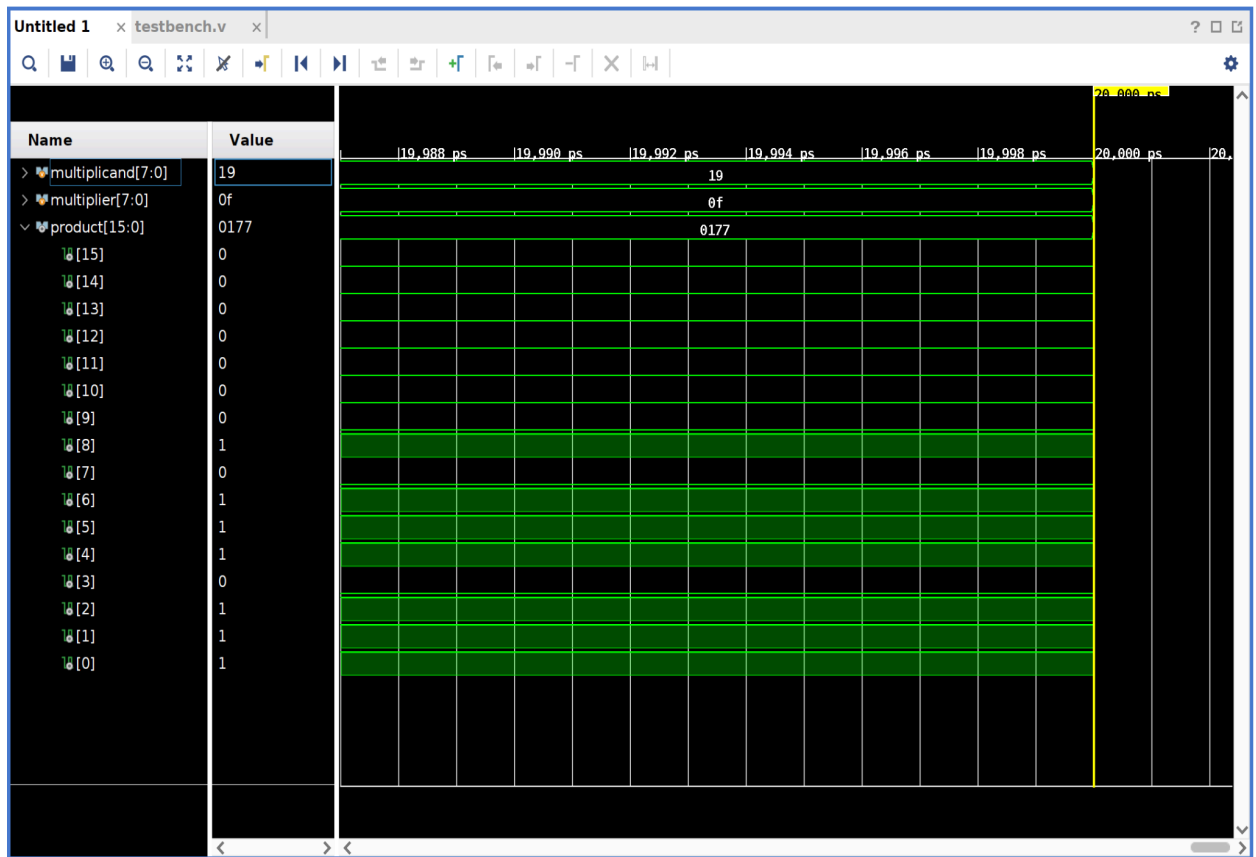 Untitled 1 × testbench.v ×
?
20,000 ps
Name Value
19,988 ps 19,990 ps 19,992 ps 19,994 ps 19,996 ps 19,998 ps 20,000 ps 20,
multiplicand[7:0] 19 19
multiplier[7:0] 0f 0f
product[15:0] 0177 0177
[15] 0
[14] 0
[13] 0
[12] 0
[11] 0
[10] 0
[9] 0
[8] 1
[7] 0
[6] 1
[5] 1
[4] 1
[3] 0
[2] 1
[1] 1
[0] 1